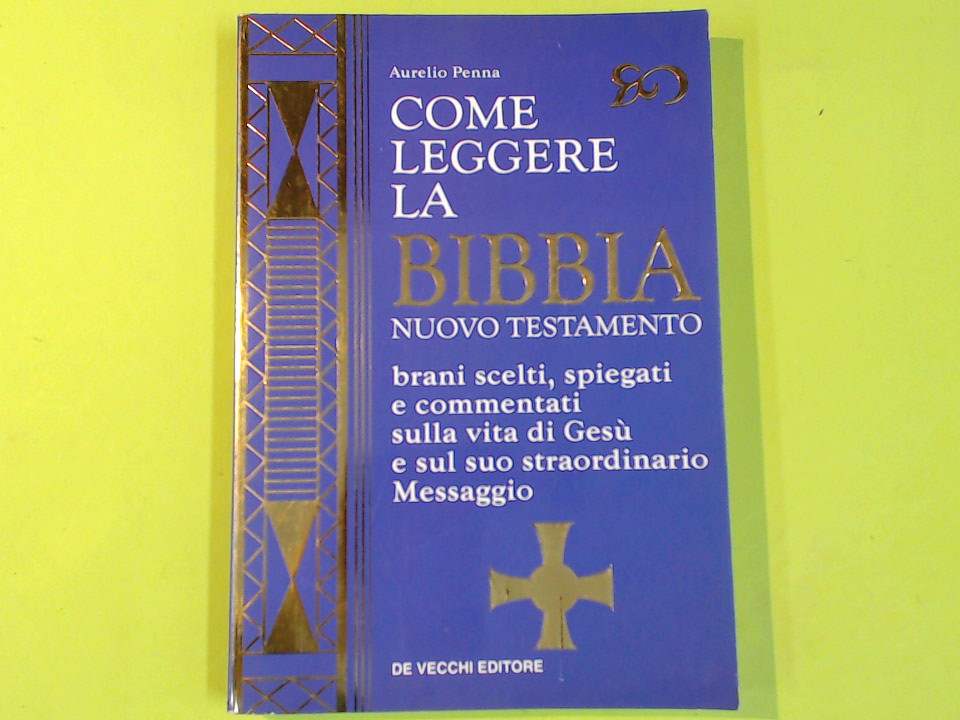 Aurelio Penna
COME
LEGGERE
LA
BIBBIA
NUOVO TESTAMENTO
brani scelti, spiegati
e commentati
sulla vita di Gesù
e sul suo straordinario
Messaggio
DE VECCHI EDITORE